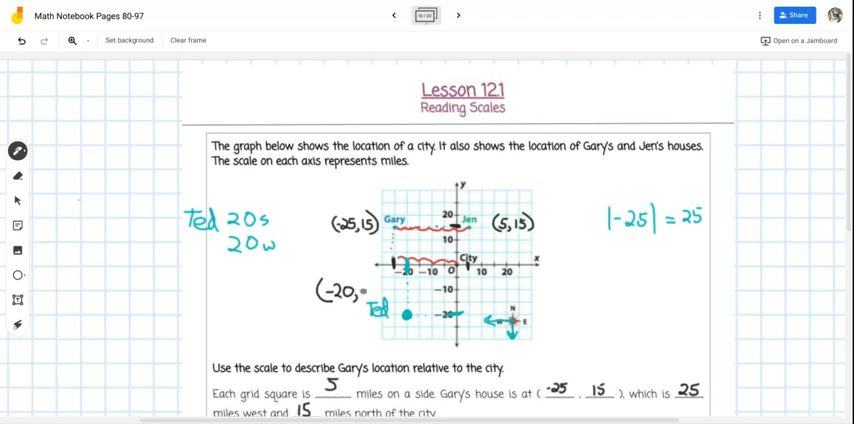 Math Notebook Pages 80-97
10 / 20
Share
Set background
Clear frame
Open on a Jamboard
Lesson 12.1
Reading Scales
The graph below shows the location of a city. It also shows the location of Gary's and Jen's houses.
The scale on each axis represents miles.
Ted 20s
20w
(-25,15)
Gary
Jen
(5,15)
|-25| = 25
y
20
10
City
x
-20 -10 0 10 20
-10
-20
(-20,
Ted
N
W E
Use the scale to describe Gary's location relative to the city.
Each grid square is 5 miles on a side. Gary's house is at ( -25 , 15 ), which is 25
miles west and 15 miles north of the city